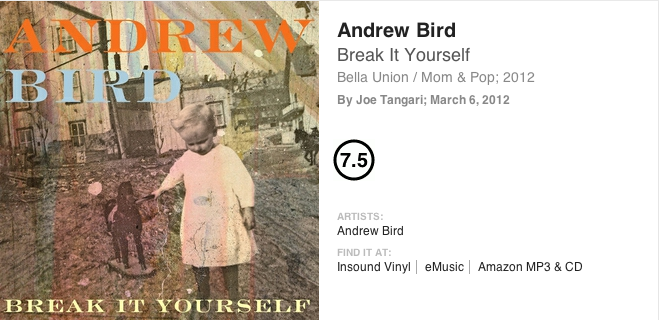 ANDREW
BIRD
BREAK IT YOURSELF
Andrew Bird
Break It Yourself
Bella Union / Mom & Pop; 2012
By Joe Tangari; March 6, 2012
7.5
ARTISTS:
Andrew Bird
FIND IT AT:
Insound Vinyl | eMusic | Amazon MP3 & CD